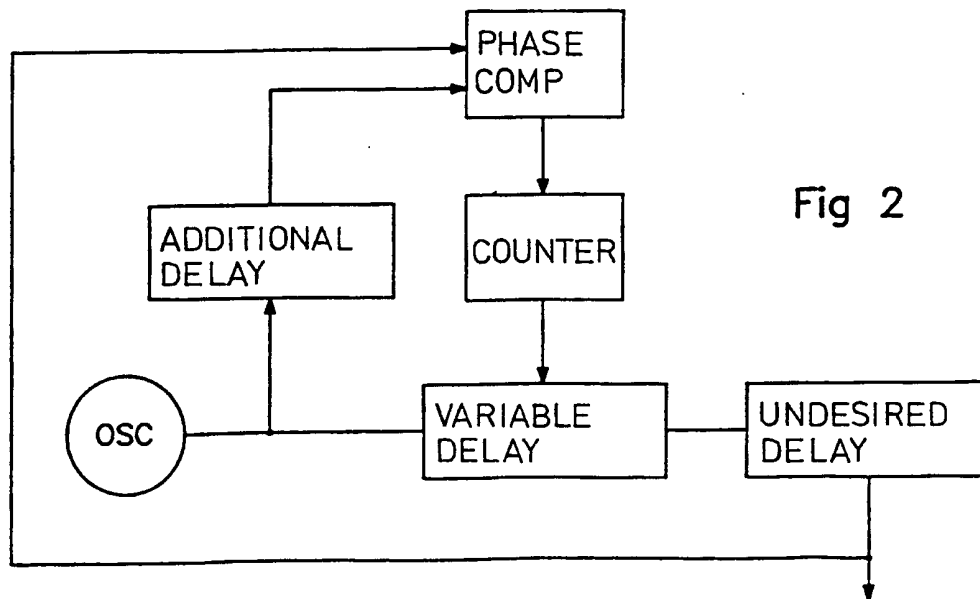 PHASE
COMP
Fig 2
ADDITIONAL
DELAY
COUNTER
OSC
VARIABLE
DELAY
UNDESIRED
DELAY